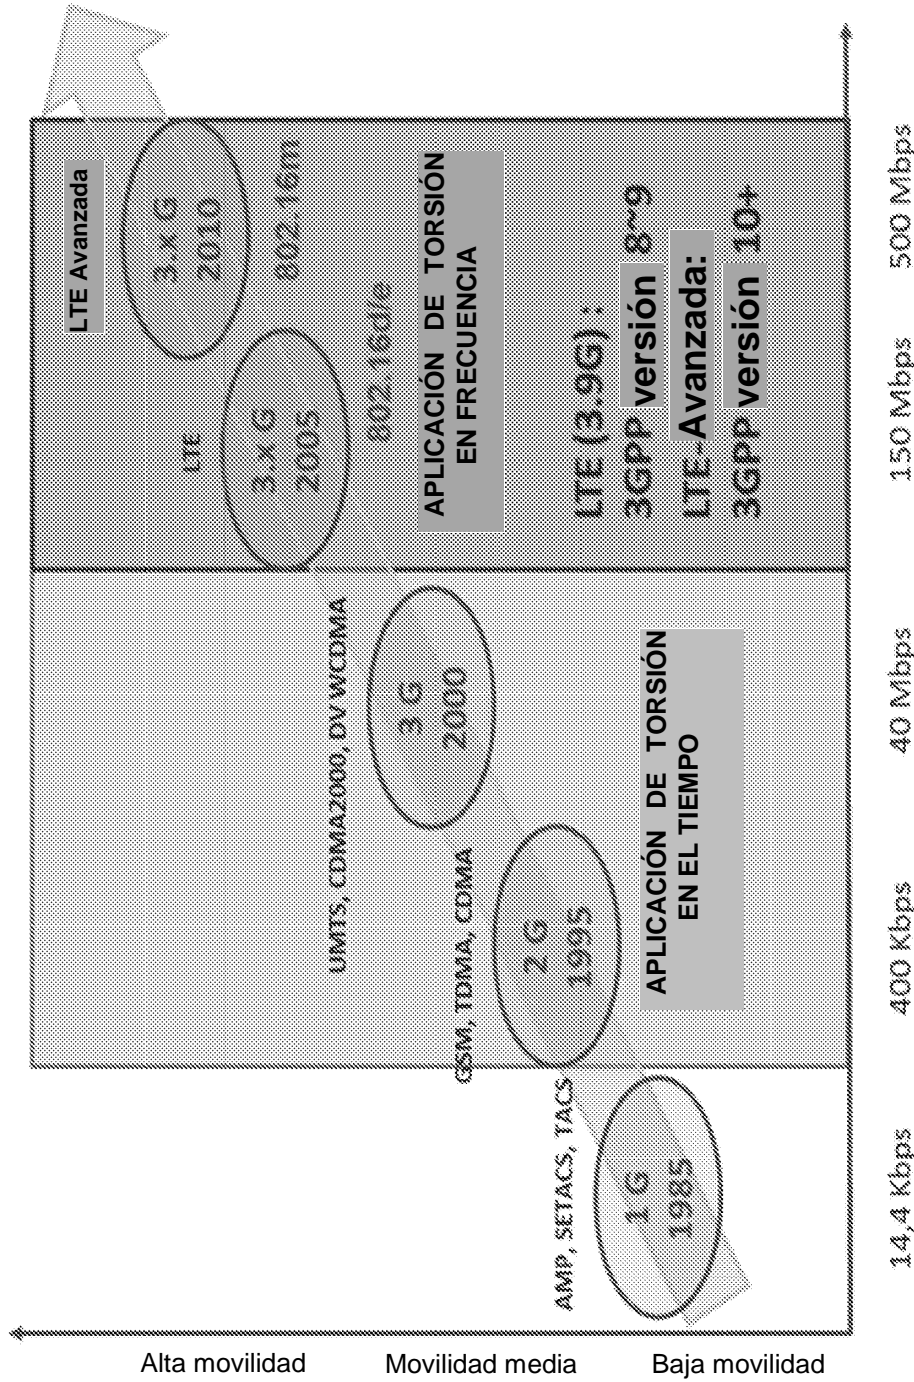 LTE Avanzada
3.x G
2010
802.16m
LTE
3.x G
2005
802.16d/e
APLICACIÓN DE TORSIÓN
EN FRECUENCIA
LTE (3.9G) :
3GPP versión 8~9
LTE-Avanzada:
3GPP versión 10+
UMTS, CDMA2000, DV WCDMA
3 G
2000
GSM, TDMA, CDMA
2 G
1995
APLICACIÓN DE TORSIÓN
EN EL TIEMPO
AMP, SETACS, TACS
1 G
1985
Alta movilidad
Movilidad media
Baja movilidad
14,4 Kbps
400 Kbps
40 Mbps
150 Mbps
500 Mbps